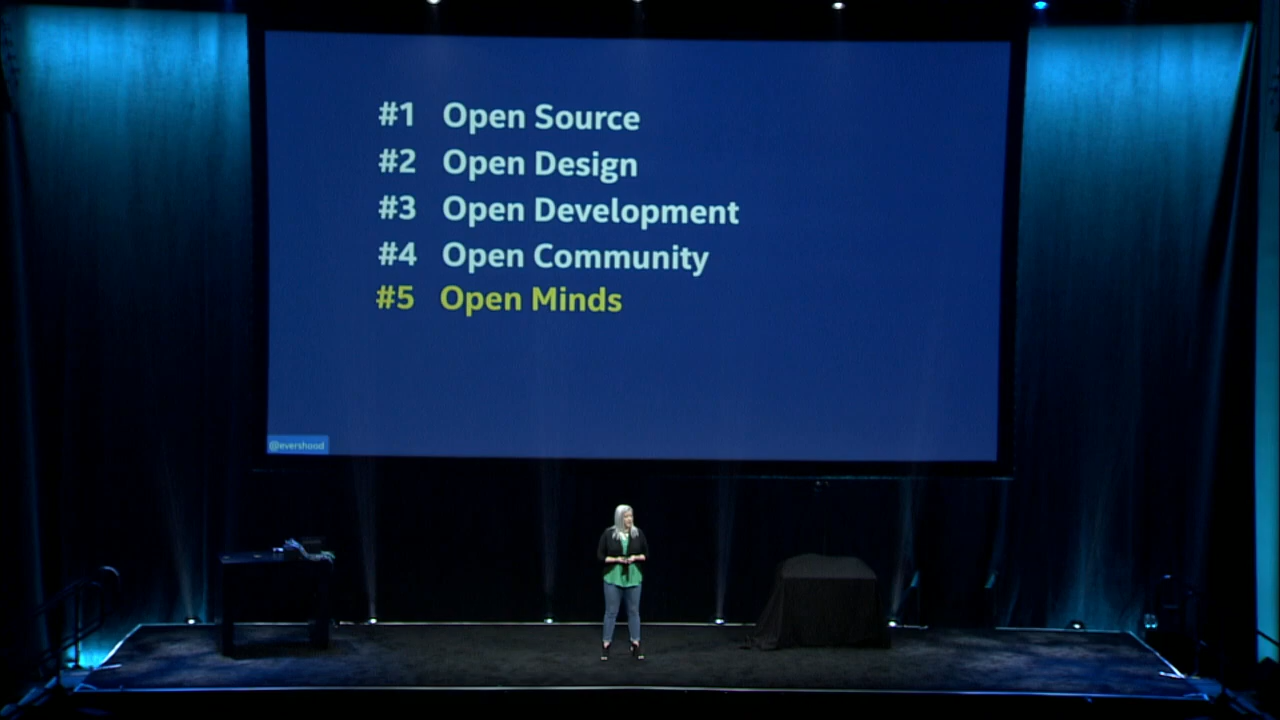 #1 Open Source
#2 Open Design
#3 Open Development
#4 Open Community
#5 Open Minds
@evershood